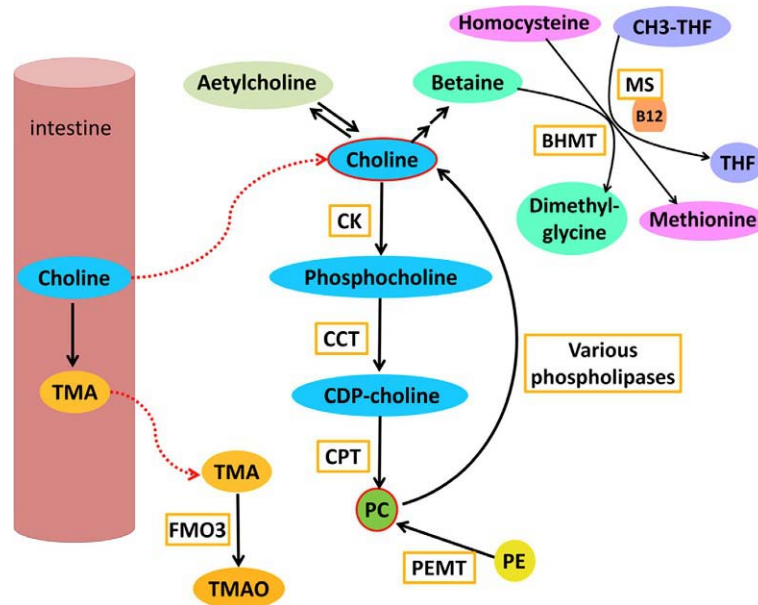 Homocysteine
CH3-THF
Aetylcholine
Betaine
MS
B12
intestine
BHMT
Choline
THF
CK
Dimethyl-
glycine
Methionine
Choline
Phosphocholine
CCT
Various
phospholipases
TMA
CDP-choline
CPT
TMA
PC
FMO3
PEMT
PE
TMAO